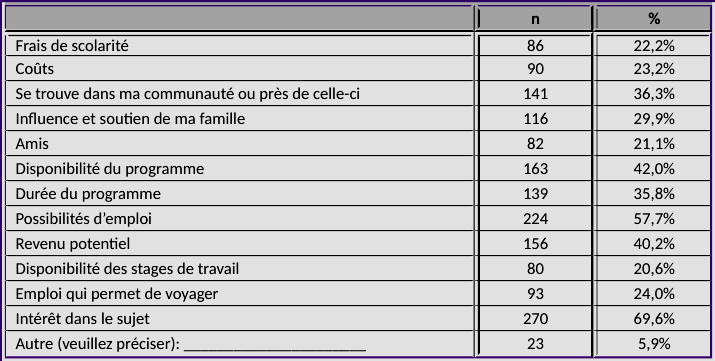 n %
Frais de scolarité 86 22,2%
Coûts 90 23,2%
Se trouve dans ma communauté ou près de celle-ci 141 36,3%
Influence et soutien de ma famille 116 29,9%
Amis 82 21,1%
Disponibilité du programme 163 42,0%
Durée du programme 139 35,8%
Possibilités d’emploi 224 57,7%
Revenu potentiel 156 40,2%
Disponibilité des stages de travail 80 20,6%
Emploi qui permet de voyager 93 24,0%
Intérêt dans le sujet 270 69,6%
Autre (veuillez préciser): ______________________ 23 5,9%